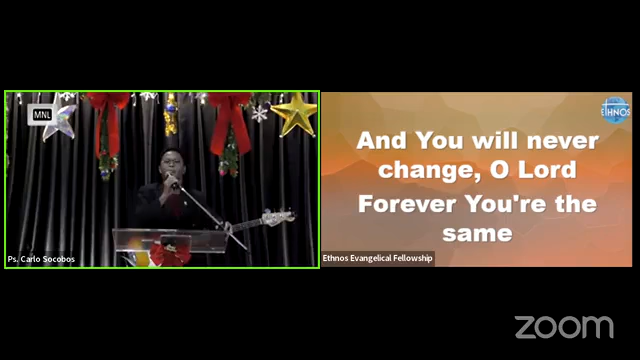 MNL
ETHNOS
And You will never
change, O Lord
Forever You're the
same
Ps. Carlo Socobos
Ethnos Evangelical Fellowship
zoom